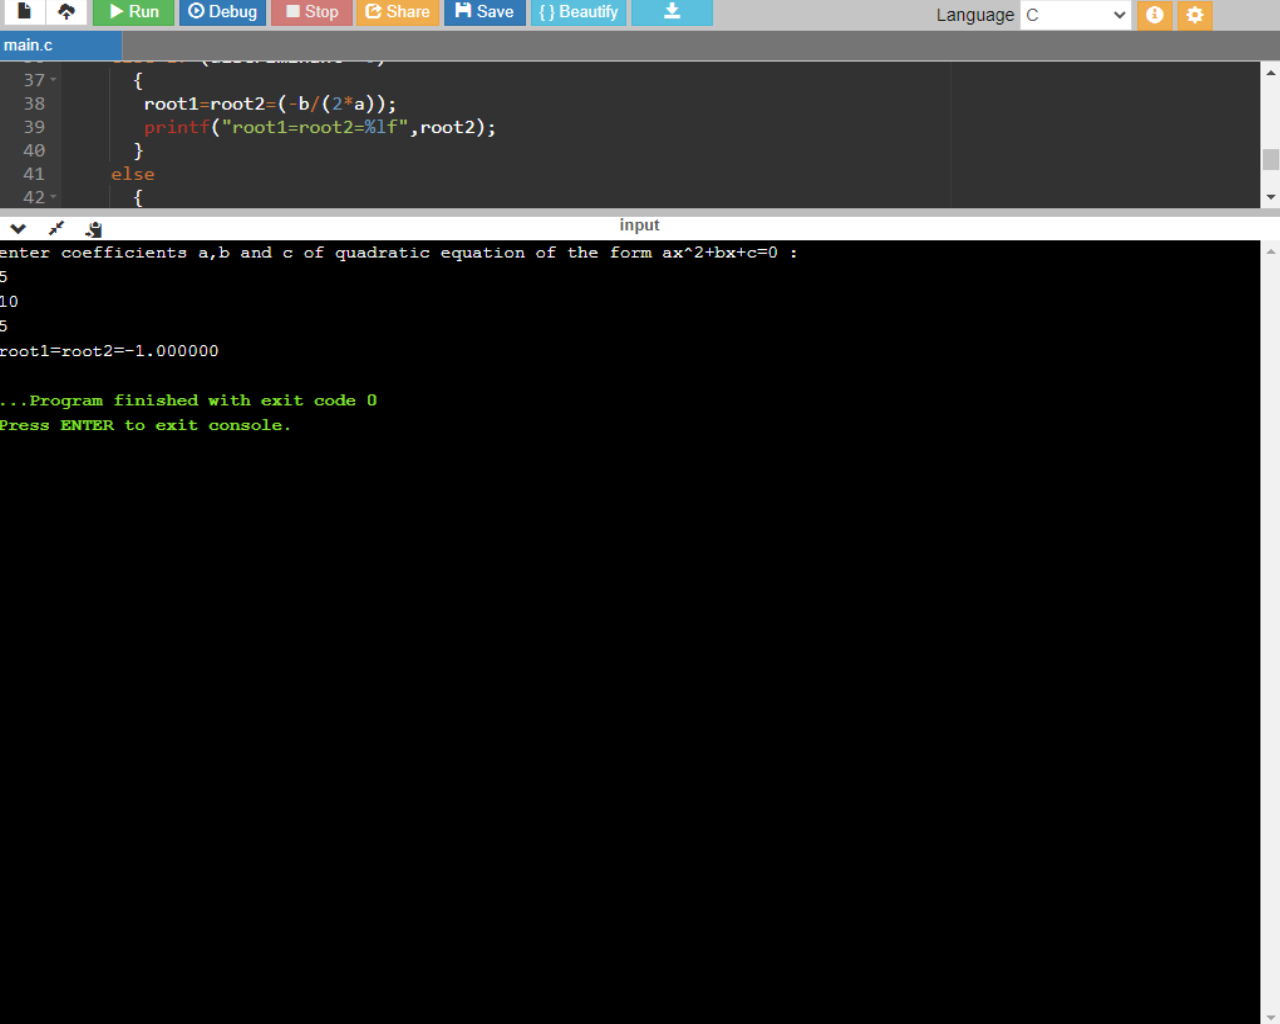 Run Debug Stop Share Save { } Beautify Language C
main.c
37 {
38 root1=root2=(-b/(2*a));
39 printf("root1=root2=%lf",root2);
40 }
41 else
42 {
input
enter coefficients a,b and c of quadratic equation of the form ax^2+bx+c=0 :
5
10
5
root1=root2=-1.000000
...Program finished with exit code 0
Press ENTER to exit console.